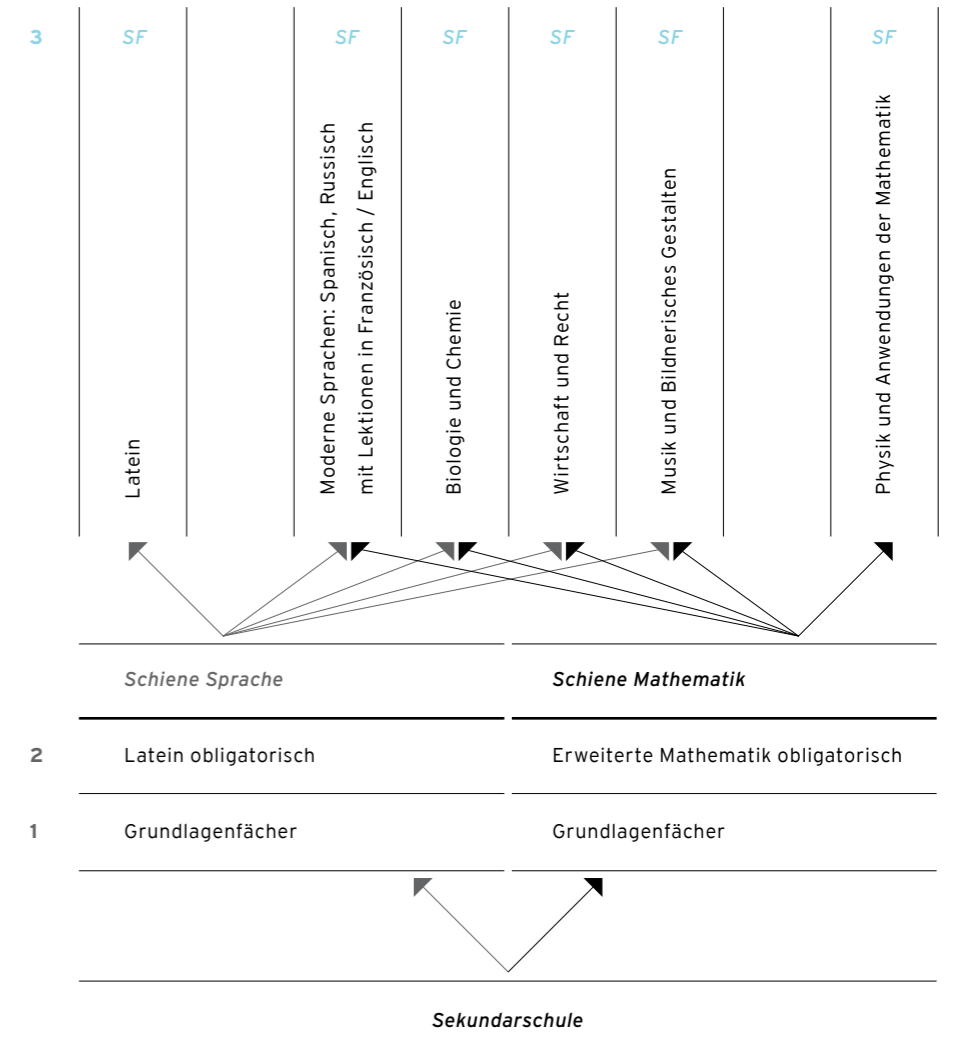 3
SF
SF
SF
SF
SF
SF
Latein
Moderne Sprachen: Spanisch, Russisch
mit Lektionen in Französisch / Englisch
Biologie und Chemie
Wirtschaft und Recht
Musik und Bildnerisches Gestalten
Physik und Anwendungen der Mathematik
Schiene Sprache
Schiene Mathematik
2
Latein obligatorisch
Erweiterte Mathematik obligatorisch
1
Grundlagenfächer
Grundlagenfächer
Sekundarschule